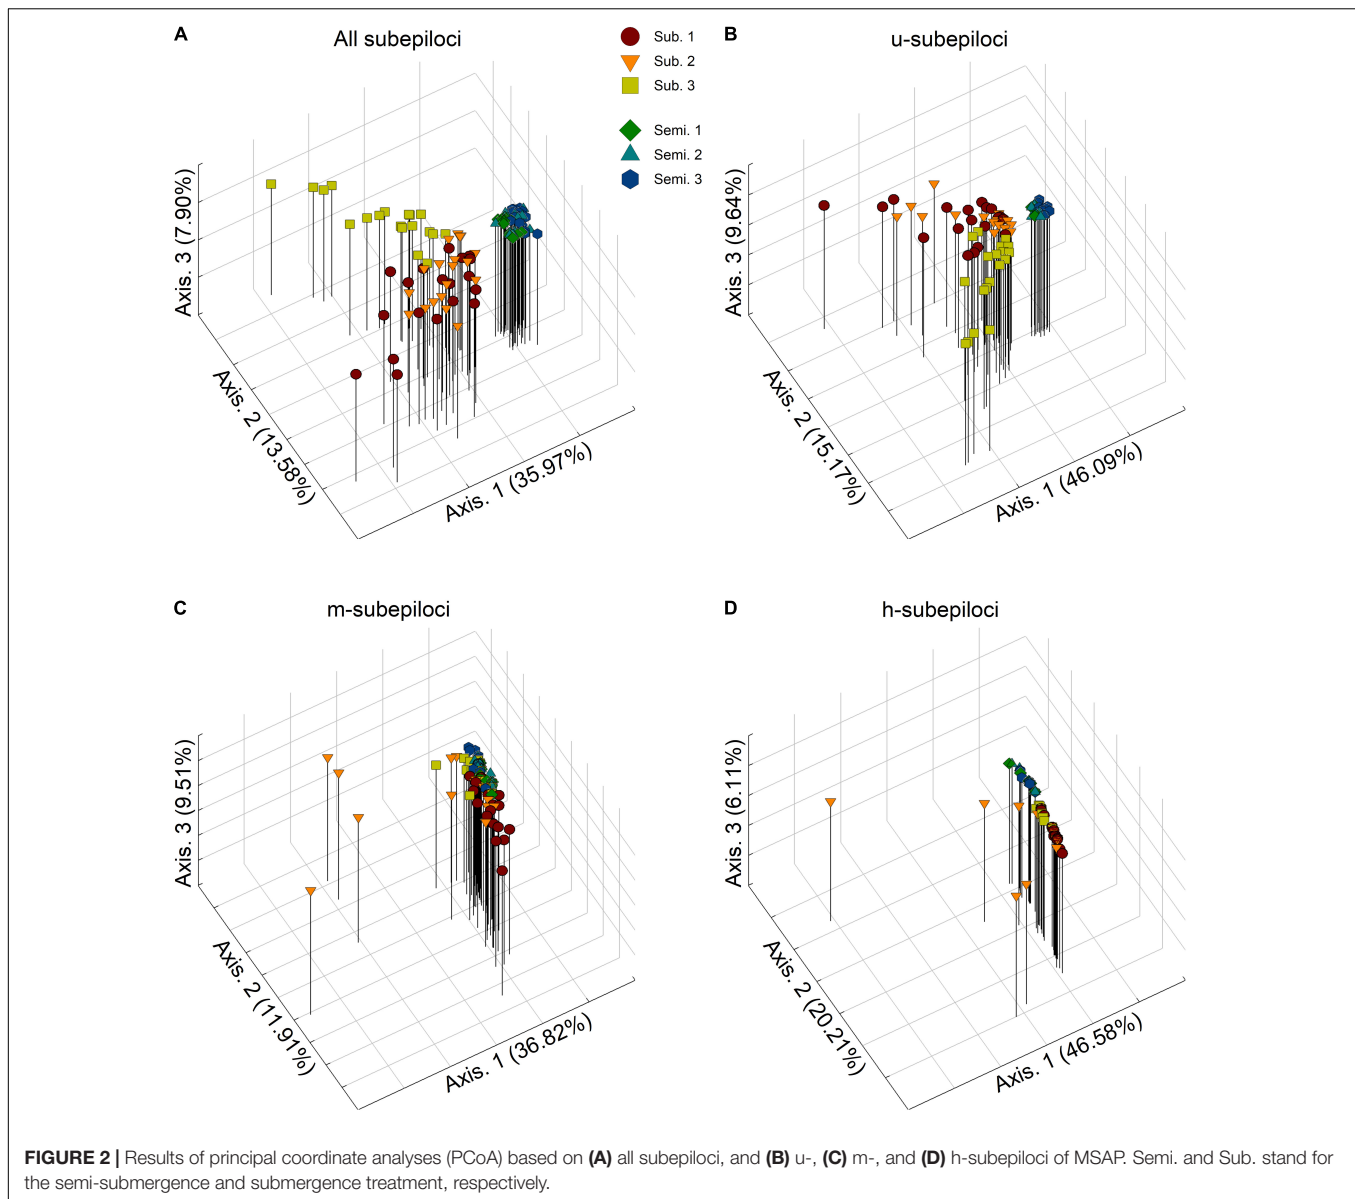 A
All subepiloci
Sub. 1
Sub. 2
Sub. 3
Semi. 1
Semi. 2
Semi. 3
Axis. 3 (7.90%)
Axis. 2 (13.58%)
Axis. 1 (35.97%)
B
u-subepiloci
Axis. 3 (9.64%)
Axis. 2 (15.17%)
Axis. 1 (46.09%)
C
m-subepiloci
Axis. 3 (9.51%)
Axis. 2 (11.91%)
Axis. 1 (36.82%)
D
h-subepiloci
Axis. 3 (6.11%)
Axis. 2 (20.21%)
Axis. 1 (46.58%)
FIGURE 2 | Results of principal coordinate analyses (PCoA) based on (A) all subepiloci, and (B) u-, (C) m-, and (D) h-subepiloci of MSAP. Semi. and Sub. stand for
the semi-submergence and submergence treatment, respectively.